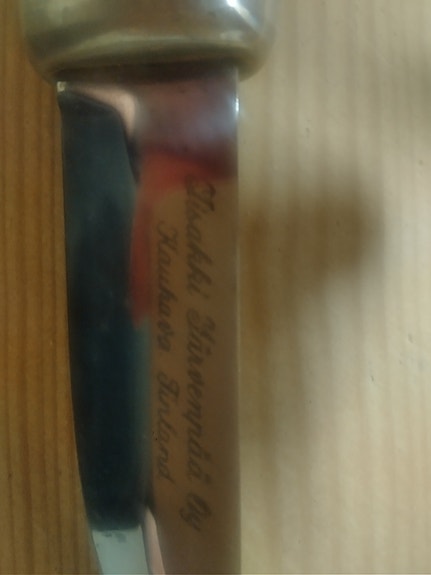 Iisakki Järvenpää Oy
Kauhava Finland